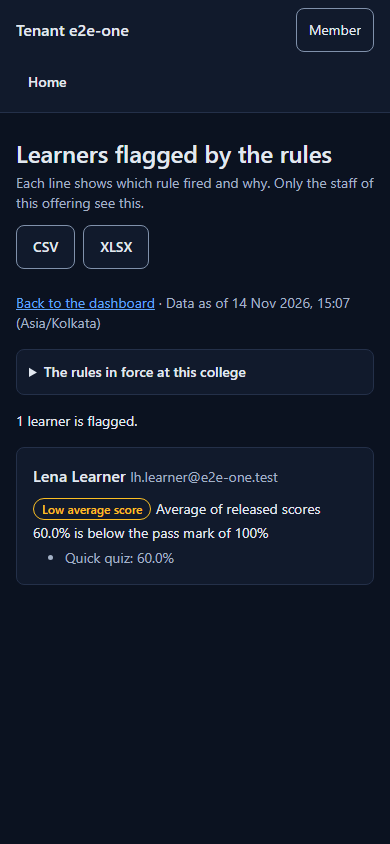 Tenant e2e-one
Member
Home
Learners flagged by the rules
Each line shows which rule fired and why. Only the staff of
this offering see this.
CSV
XLSX
Back to the dashboard · Data as of 14 Nov 2026, 15:07
(Asia/Kolkata)
▶ The rules in force at this college
1 learner is flagged.
Lena Learner lh.learner@e2e-one.test
Low average score Average of released scores
60.0% is below the pass mark of 100%
• Quick quiz: 60.0%